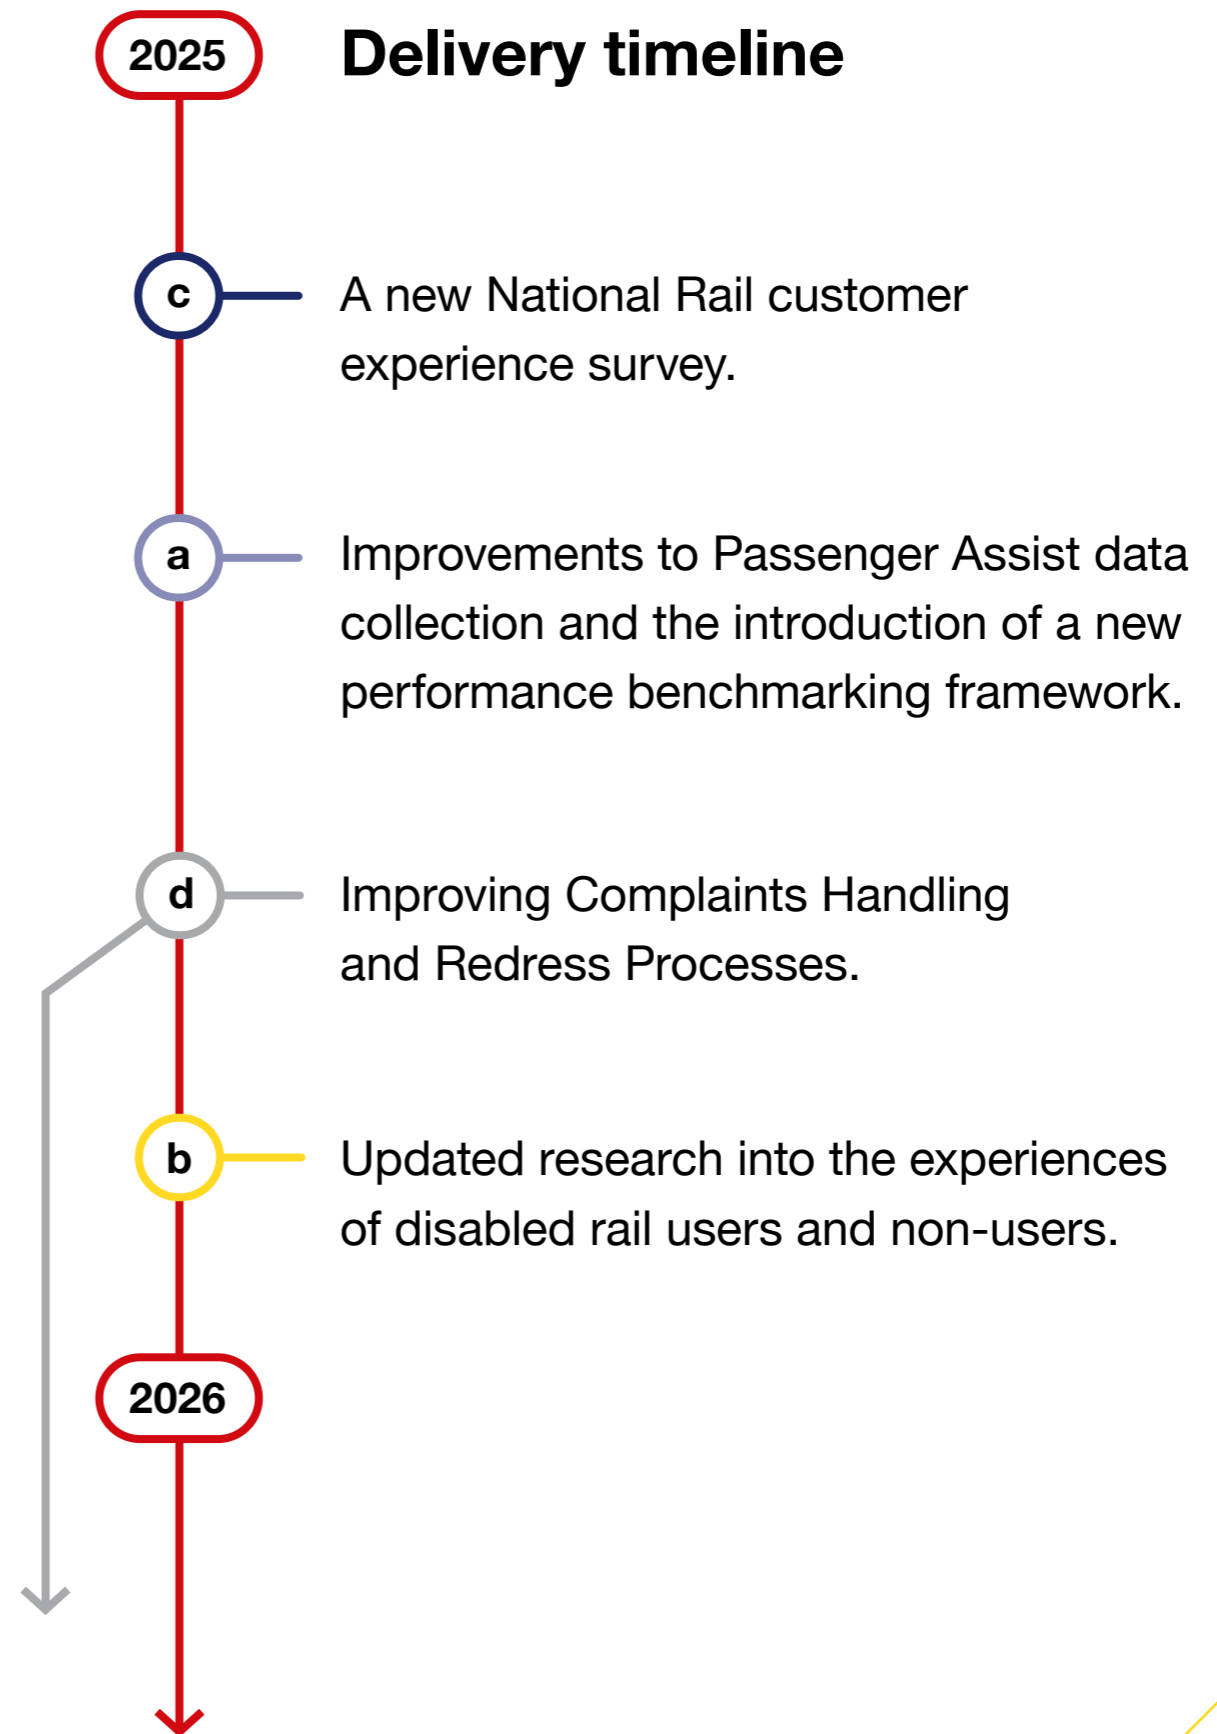 2025
Delivery timeline
c
A new National Rail customer
experience survey.
a
Improvements to Passenger Assist data
collection and the introduction of a new
performance benchmarking framework.
d
Improving Complaints Handling
and Redress Processes.
b
Updated research into the experiences
of disabled rail users and non-users.
2026